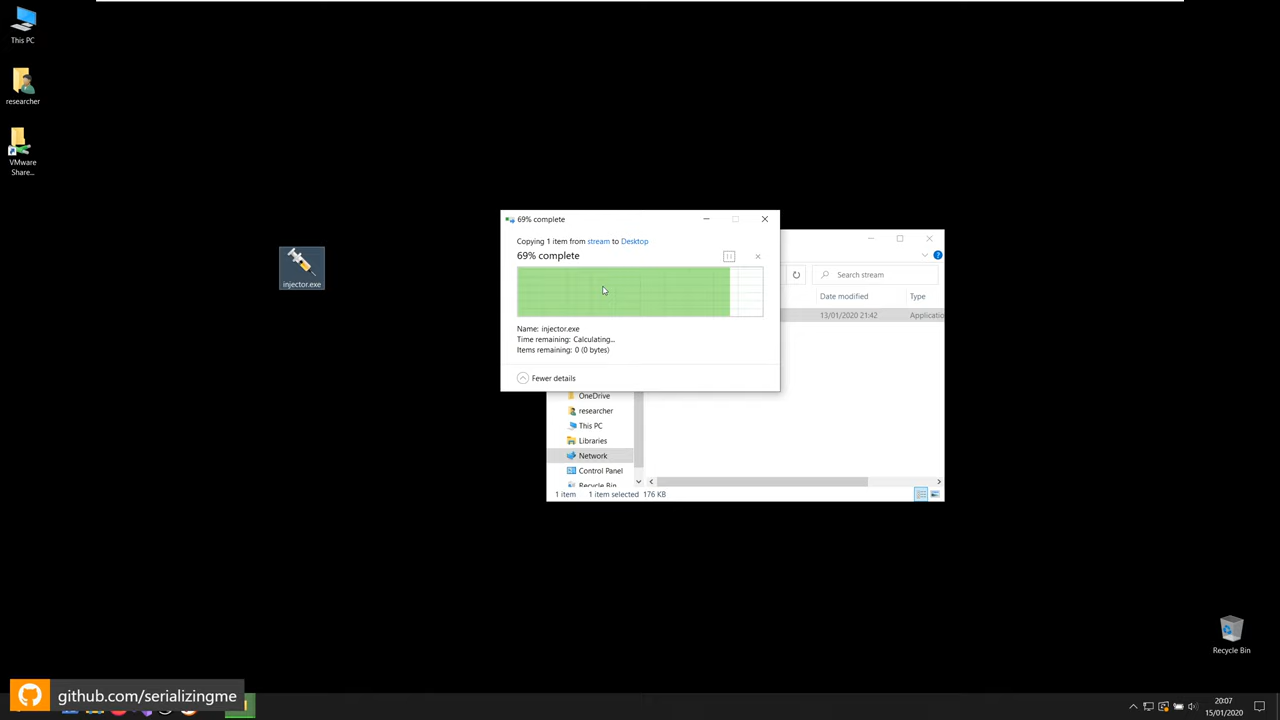 This PC
researcher
VMware
Share...
injector.exe
69% complete
Copying 1 item from stream to Desktop
69% complete
Name: injector.exe
Time remaining: Calculating...
Items remaining: 0 (0 bytes)
Fewer details
Search stream
Date modified
Type
13/01/2020 21:42
Applicatio
OneDrive
researcher
This PC
Libraries
Network
Control Panel
Recycle Bin
1 item
1 item selected
176 KB
Recycle Bin
github.com/serializingme
20:07
15/01/2020